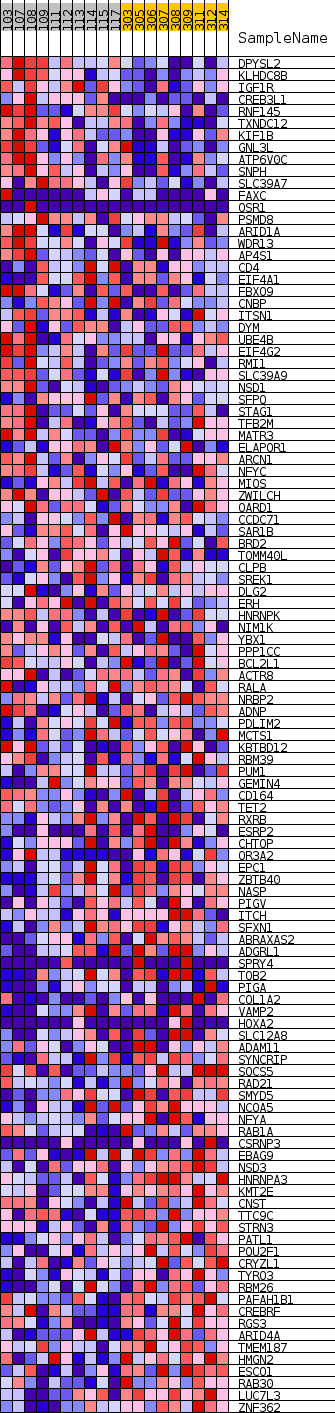 108 107 108 109 111 112 113 114 115 117 303 305 306 307 308 309 311 312 314
SampleName
DPYSL2
KLHDC8B
IGF1R
CREB3L1
RNF145
TXNDC12
KIF1B
GNL3L
ATP6V0C
SNPH
SLC39A7
FAXC
OSR1
PSMD8
ARID1A
WDR13
AP4S1
CD4
EIF4A1
FBXO9
CNBP
ITSN1
DYM
UBE4B
EIF4G2
RMI1
SLC39A9
NSD1
SFPQ
STAG1
TFB2M
MATR3
ELAPOR1
ARCN1
NFYC
MIOS
ZWILCH
OARD1
CCDC71
SAR1B
BRD2
TOMM40L
CLPB
SREK1
DLG2
ERH
HNRNPK
NIM1K
YBX1
PPP1CC
BCL2L1
ACTR8
RALA
NRBP2
ADNP
PDLIM2
MCTS1
KBTBD12
RBM39
PUM1
GEMIN4
CD164
TET2
RXRB
ESRP2
CHTOP
OR3A2
EPC1
ZBTB40
NASP
PIGV
ITCH
SFXN1
ABRAXAS2
ADGRL1
SPRY4
TOB2
PIGA
COL1A2
VAMP2
HOXA2
SLC12A8
ADAM11
SYNCRIP
SOCS5
RAD21
SMYD5
NCOA5
NFYA
RAB1A
CSRNP3
EBAG9
NSD3
HNRNPA3
KMT2E
CNST
TTC9C
STRN3
PATL1
POU2F1
CRYZL1
TYRO3
RBM26
PAFAH1B1
CREBRF
RGS3
ARID4A
TMEM187
HMGN2
ESCO1
RAB30
LUC7L3
ZNF362